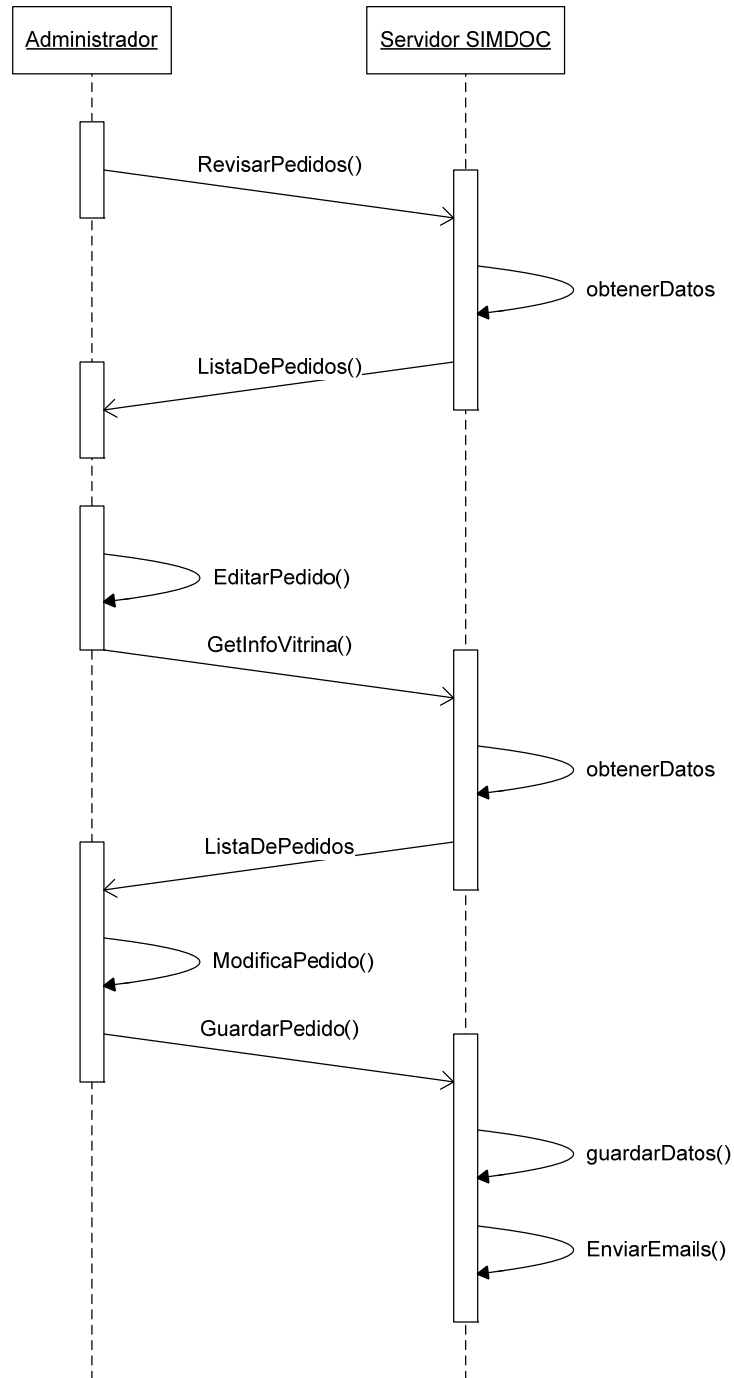 Administrador
Servidor SIMDOC
RevisarPedidos()
obtenerDatos
ListaDePedidos()
EditarPedido()
GetInfoVitrina()
obtenerDatos
ListaDePedidos
ModificaPedido()
GuardarPedido()
guardarDatos()
EnviarEmails()